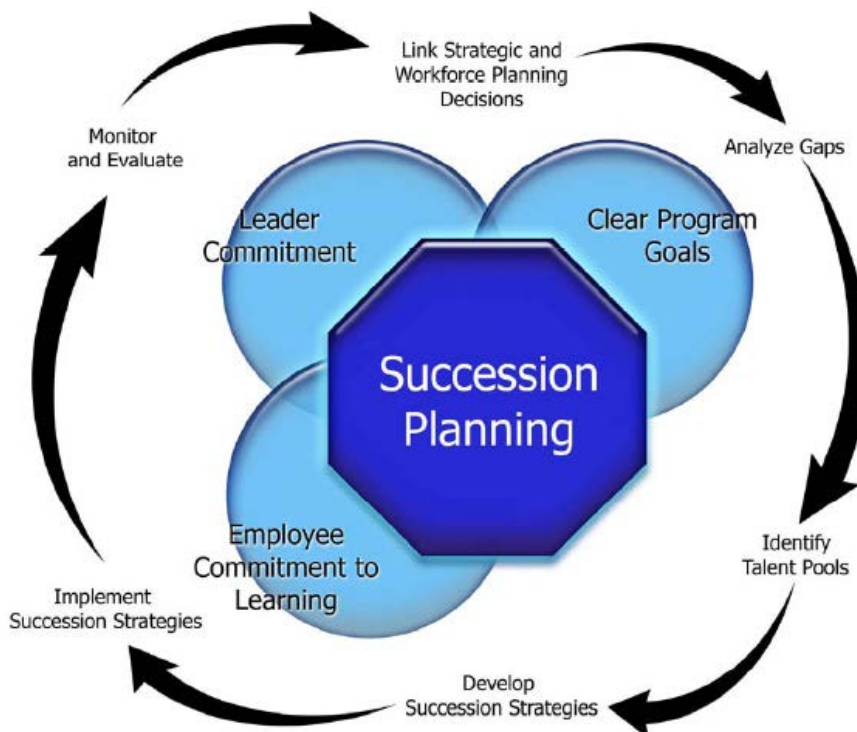 Link Strategic and
Workforce Planning
Decisions
Analyze Gaps
Identify
Talent Pools
Develop
Succession Strategies
Implement
Succession Strategies
Monitor
and Evaluate
Leader
Commitment
Clear Program
Goals
Succession
Planning
Employee
Commitment to
Learning